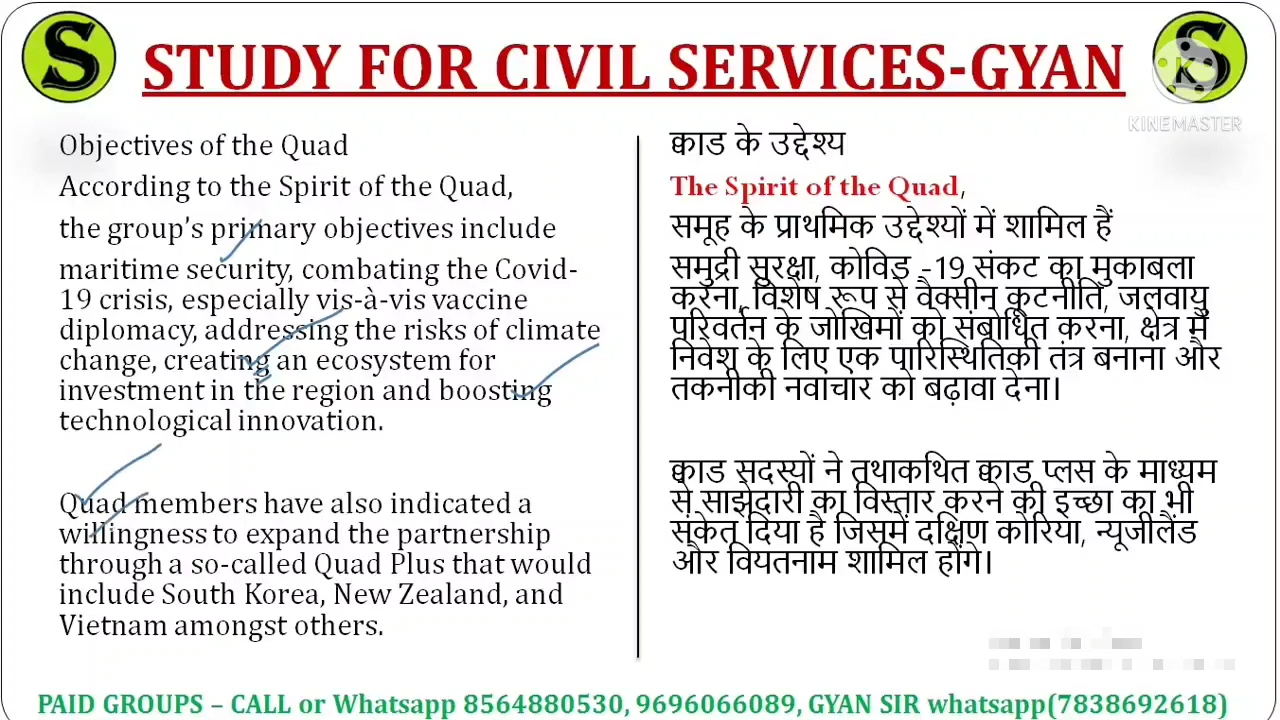 STUDY FOR CIVIL SERVICES-GYAN
S
S
K
KINEMASTER
Objectives of the Quad
According to the Spirit of the Quad,
the group's primary objectives include
maritime security, combating the Covid-
19 crisis, especially vis-à-vis vaccine
diplomacy, addressing the risks of climate
change, creating an ecosystem for
investment in the region and boosting
technological innovation.
Quad members have also indicated a
willingness to expand the partnership
through a so-called Quad Plus that would
include South Korea, New Zealand, and
Vietnam amongst others.
क्वाड के उद्देश्य
The Spirit of the Quad,
समूह के प्राथमिक उद्देश्यों में शामिल हैं
समुद्री सुरक्षा, कोविड -19 संकट का मुकाबला
करना, विशेष रूप से वैक्सीन कूटनीति, जलवायु
परिवर्तन के जोखिमों को संबोधित करना, क्षेत्र में
निवेश के लिए एक पारिस्थितिकी तंत्र बनाना और
तकनीकी नवाचार को बढ़ावा देना।
क्वाड सदस्यों ने तथाकथित क्वाड प्लस के माध्यम
से साझेदारी का विस्तार करने की इच्छा का भी
संकेत दिया है जिसमें दक्षिण कोरिया, न्यूजीलैंड
और वियतनाम शामिल होंगे।
PAID GROUPS – CALL or Whatsapp 8564880530, 9696066089, GYAN SIR whatsapp(7838692618)